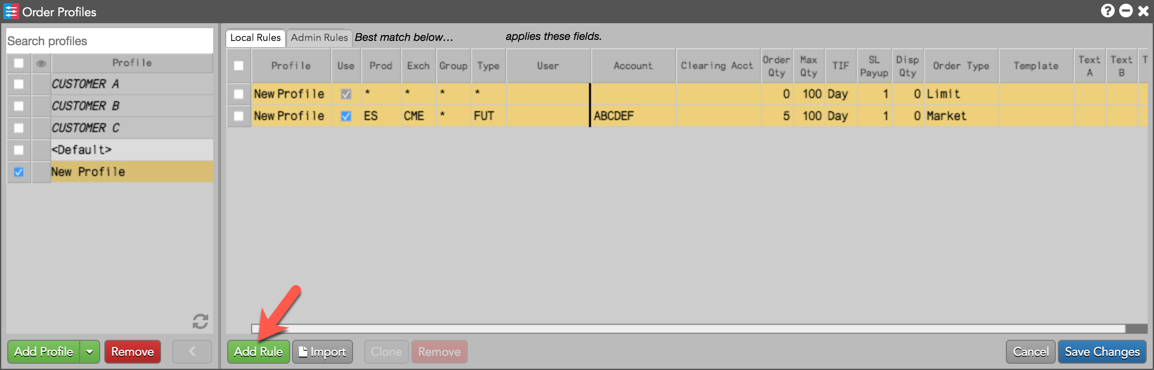 Order Profiles
Search profiles
Profile
CUSTOMER A
CUSTOMER B
CUSTOMER C
<Default>
New Profile
Add Profile Remove <
Local Rules Admin Rules Best match below... applies these fields.
Profile Use Prod Exch Group Type User Account Clearing Acct Order Qty Max Qty TIF SL Payup Disp Qty Order Type Template Text A Text B T
New Profile * * * * 0 100 Day 1 0 Limit
New Profile ES CME * FUT ABCDEF 5 100 Day 1 0 Market
Add Rule Import Clone Remove Cancel Save Changes